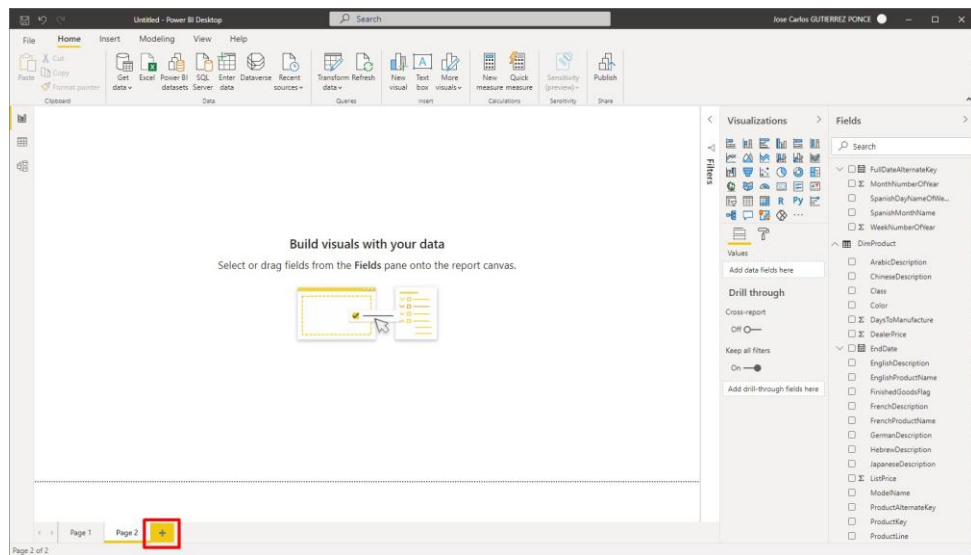 Untitled - Power BI Desktop
Search
Jose Carlos GUTIERREZ PONCE
File Home Insert Modeling View Help
Paste
Cut
Copy
Format painter
Clipboard
Get data
Excel
Power BI datasets
SQL Server
Enter data
Dataverse
Recent sources
Data
Transform data
Refresh
Queries
New visual
Text box
More visuals
Insert
New measure
Quick measure
Calculations
Sensitivity (preview)
Sensitivity
Publish
Share
Build visuals with your data
Select or drag fields from the Fields pane onto the report canvas.
Filters
Visualizations
R Py
Values
Add data fields here
Drill through
Cross-report
Off
Keep all filters
On
Add drill-through fields here
Fields
Search
FullDateAlternateKey
Σ MonthNumberOfYear
SpanishDayNameOfWe...
SpanishMonthName
Σ WeekNumberOfYear
DimProduct
ArabicDescription
ChineseDescription
Class
Color
Σ DaysToManufacture
Σ DealerPrice
EndDate
EnglishDescription
EnglishProductName
FinishedGoodsFlag
FrenchDescription
FrenchProductName
GermanDescription
HebrewDescription
JapaneseDescription
Σ ListPrice
ModelName
ProductAlternateKey
ProductKey
ProductLine
Page 1
Page 2
+
Page 2 of 2